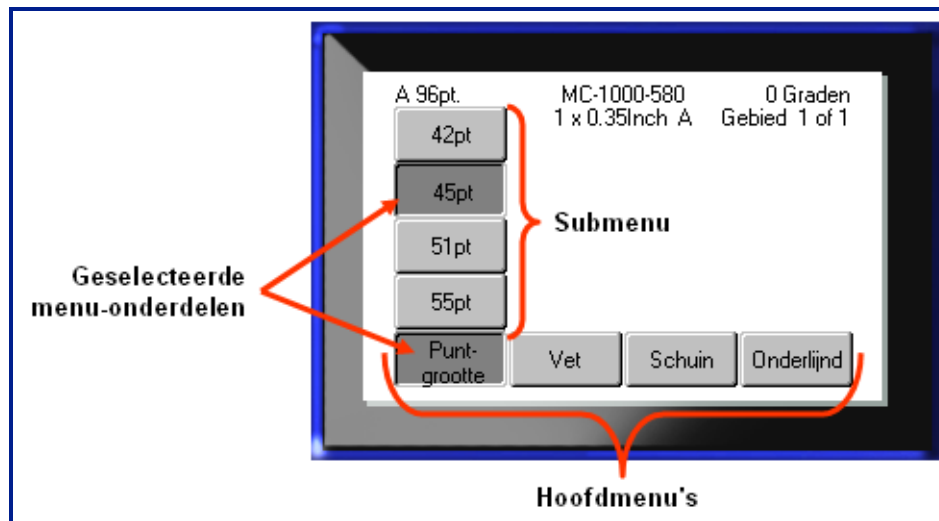 A 96pt. MC-1000-580 0 Graden
1 x 0.35Inch A Gebied 1 of 1
42pt
45pt
Submenu
51pt
Geselecteerde
menu-onderdelen
55pt
Punt-
grootte
Vet Schuin Onderlijnd
Hoofdmenu's